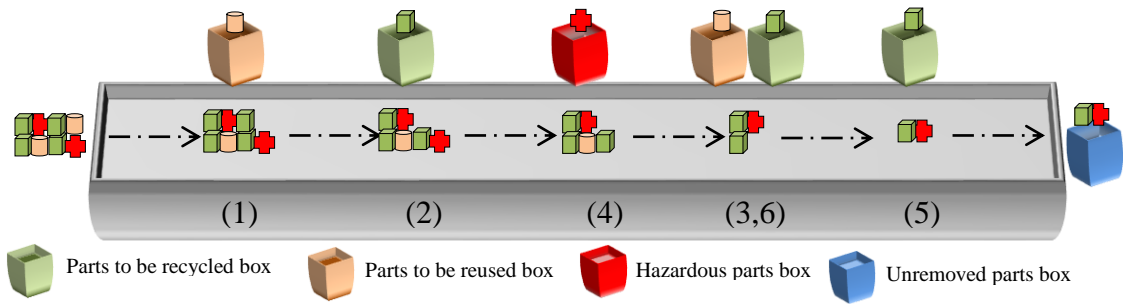 (1)
(2)
(4)
(3,6)
(5)
Parts to be recycled box
Parts to be reused box
Hazardous parts box
Unremoved parts box